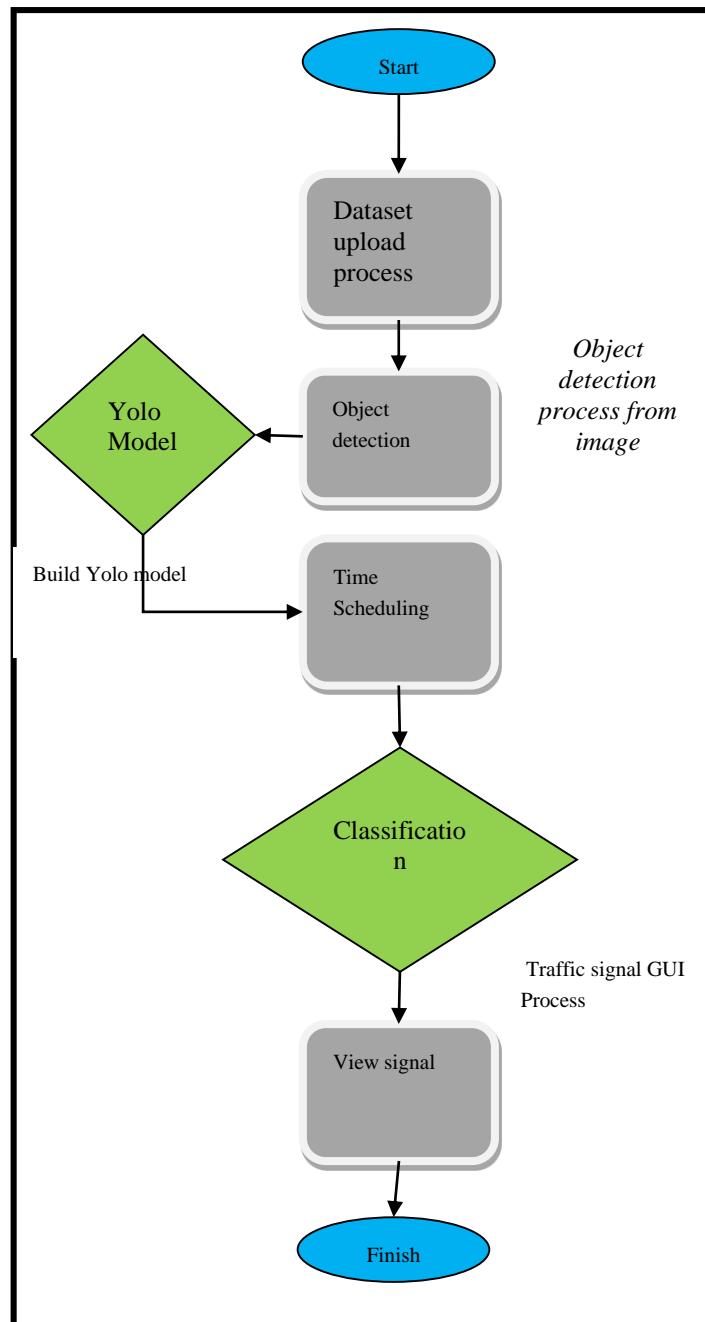 Start
Dataset
upload
process
Object
detection
process from
image
Yolo
Model
Object
detection
Build Yolo model
Time
Scheduling
Classificatio
n
Traffic signal GUI
Process
View signal
Finish